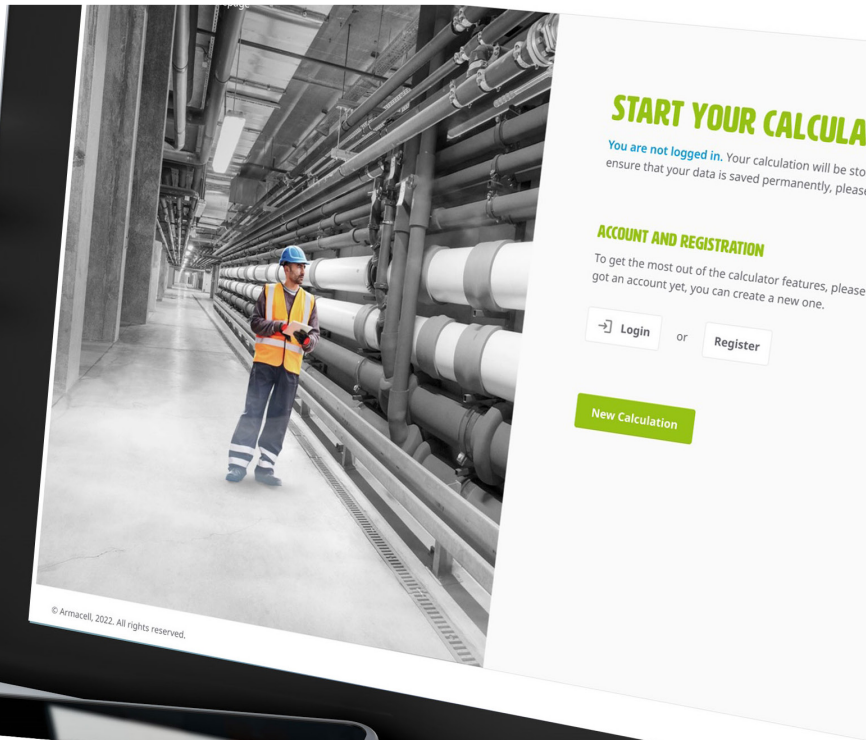 page
START YOUR CALCULA
You are not logged in. Your calculation will be sto
ensure that your data is saved permanently, please
ACCOUNT AND REGISTRATION
To get the most out of the calculator features, please
got an account yet, you can create a new one.
Login or Register
New Calculation
© Armacell, 2022. All rights reserved.